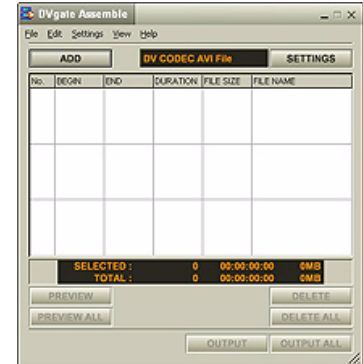 DVgate Assemble
File Edit Settings View Help
ADD DV CODEC AVI File SETTINGS
No. BEGIN END DURATION FILE SIZE FILE NAME
SELECTED : 0 00:00:00:00 0MB
TOTAL : 0 00:00:00:00 0MB
PREVIEW DELETE
PREVIEW ALL DELETE ALL
OUTPUT OUTPUT ALL